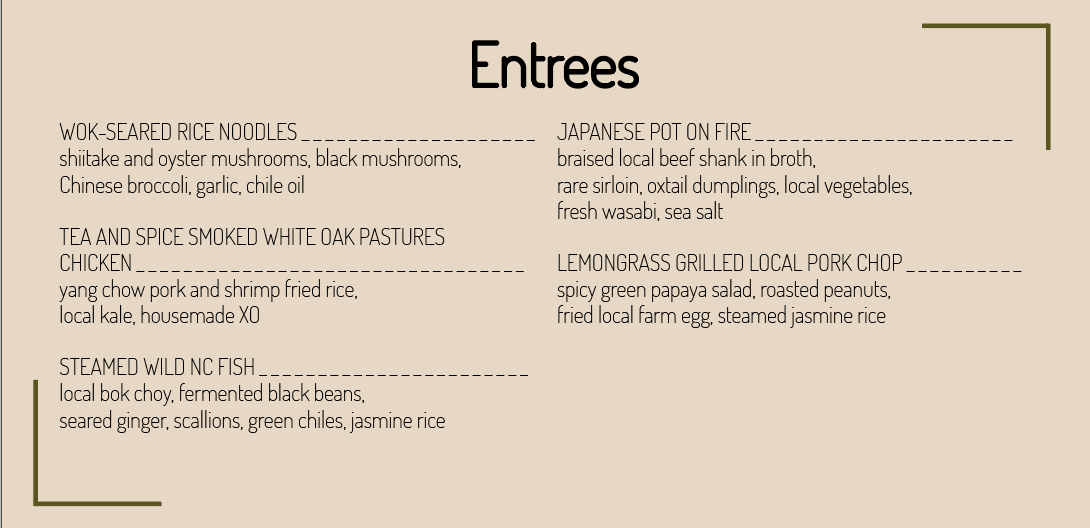 Entrees
WOK-SEARED RICE NOODLES ____________________
shiitake and oyster mushrooms, black mushrooms,
Chinese broccoli, garlic, chile oil
TEA AND SPICE SMOKED WHITE OAK PASTURES
CHICKEN _________________________________
yang chow pork and shrimp fried rice,
local kale, housemade XO
STEAMED WILD NC FISH _______________________
local bok choy, fermented black beans,
seared ginger, scallions, green chiles, jasmine rice
JAPANESE POT ON FIRE ______________________
braised local beef shank in broth,
rare sirloin, oxtail dumplings, local vegetables,
fresh wasabi, sea salt
LEMONGRASS GRILLED LOCAL PORK CHOP __________
spicy green papaya salad, roasted peanuts,
fried local farm egg, steamed jasmine rice